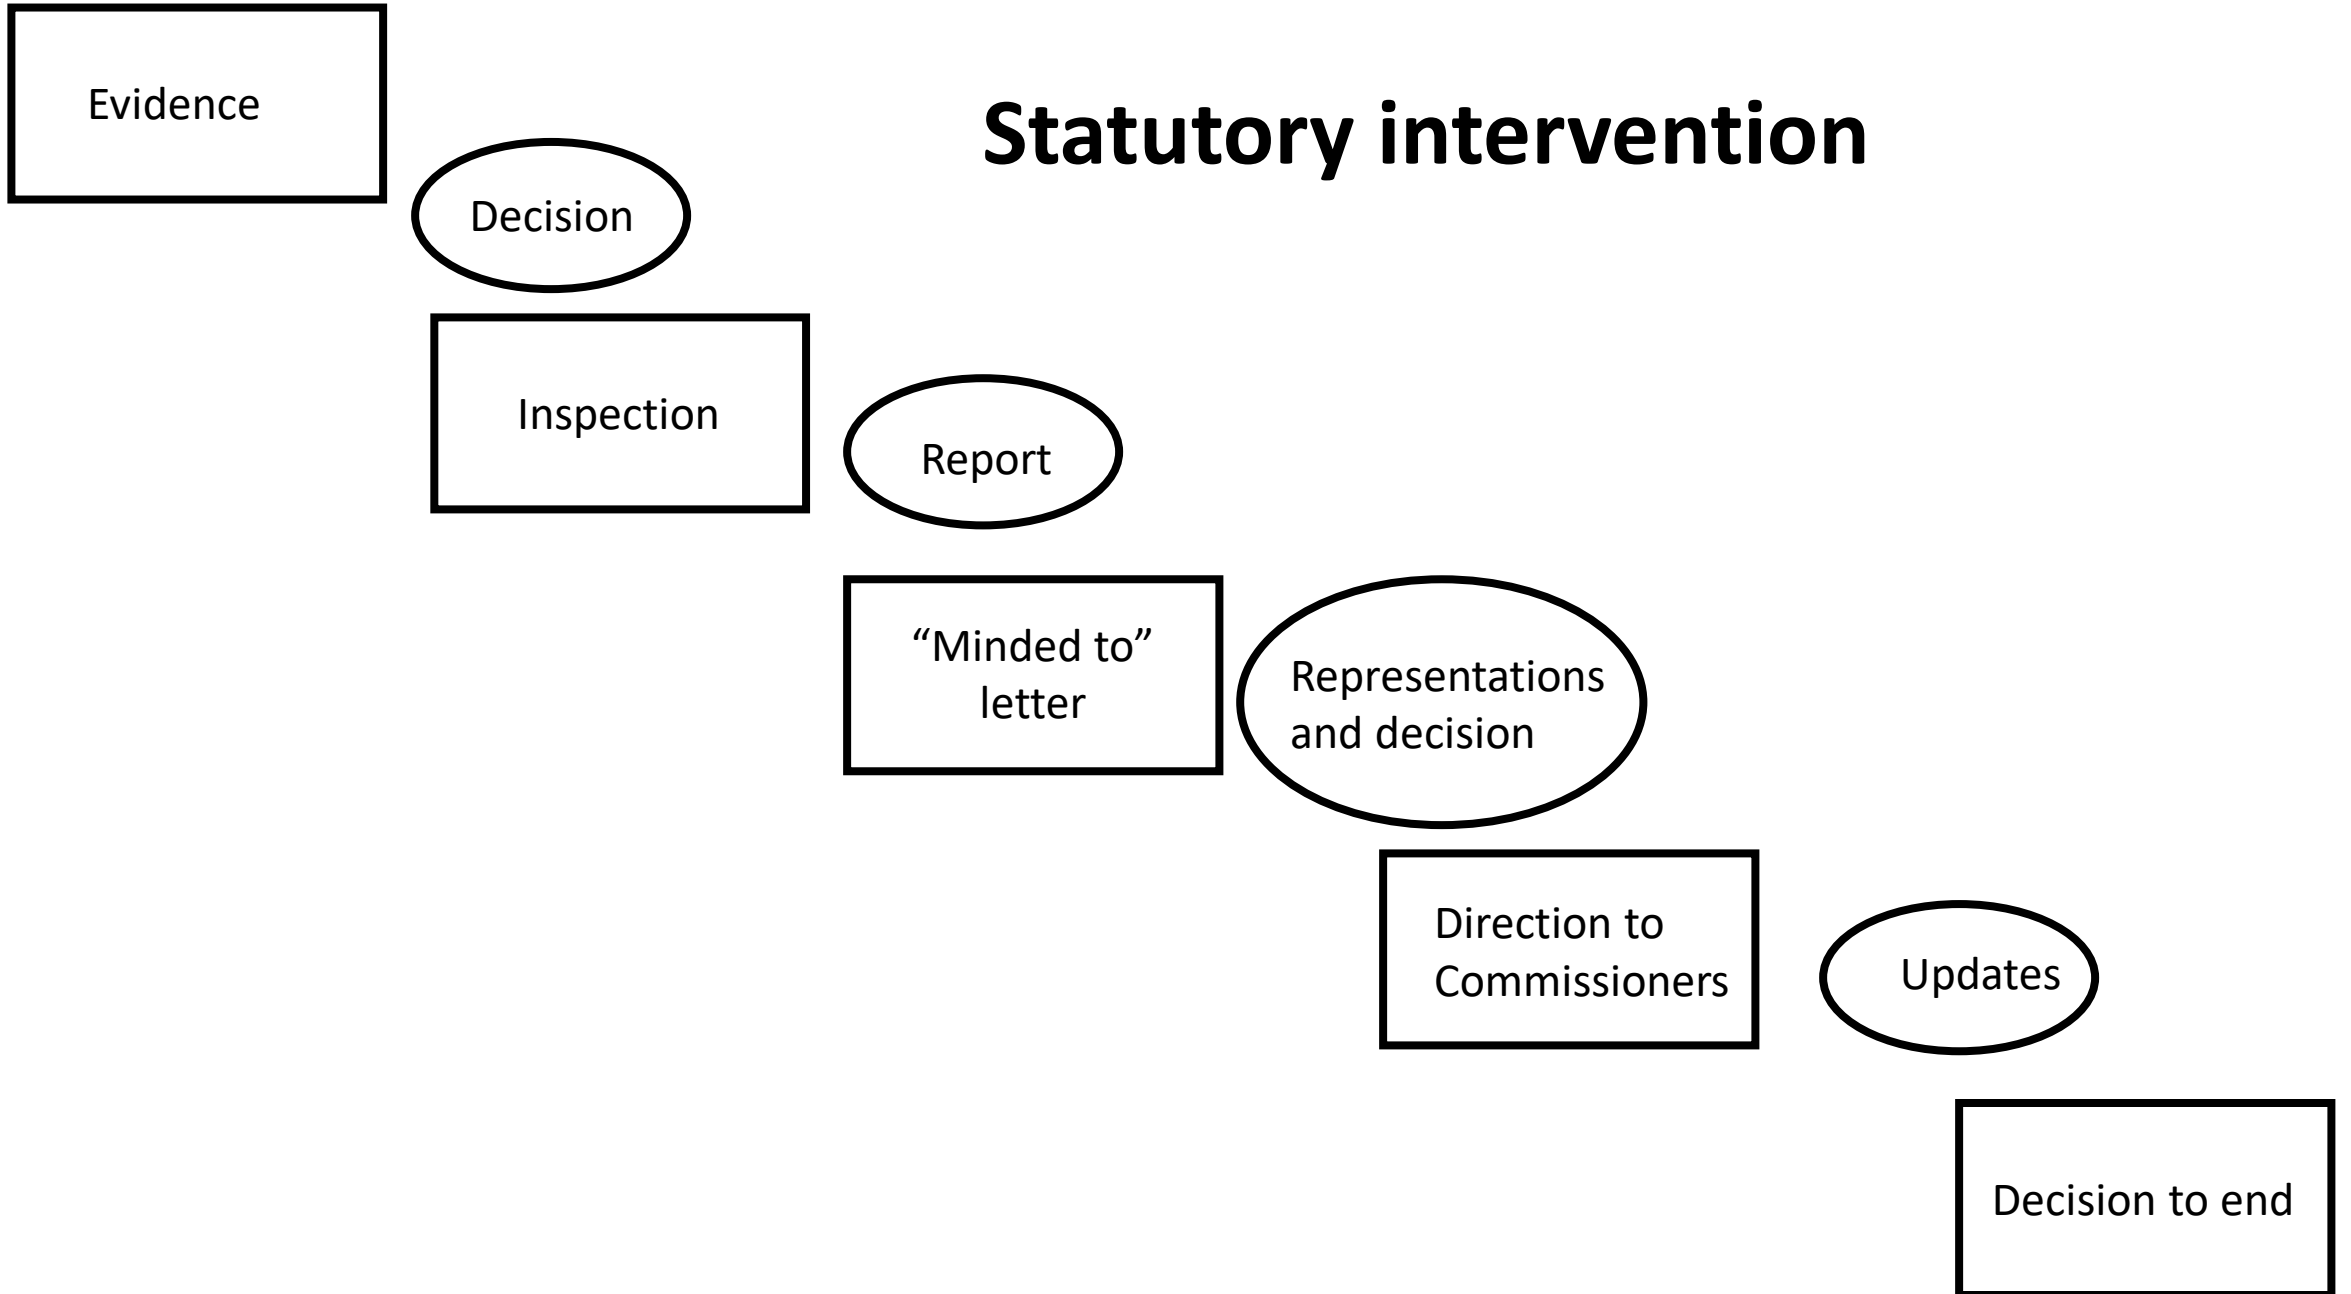 Statutory intervention
Evidence
Decision
Inspection
Report
“Minded to”
letter
Representations
and decision
Direction to
Commissioners
Updates
Decision to end